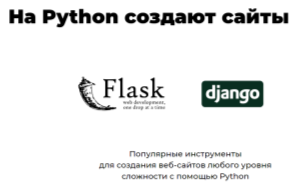 На Python создают сайты
Flask
web development,
one drop at a time
django
Популярные инструменты
для создания веб-сайтов любого уровня
сложности с помощью Python